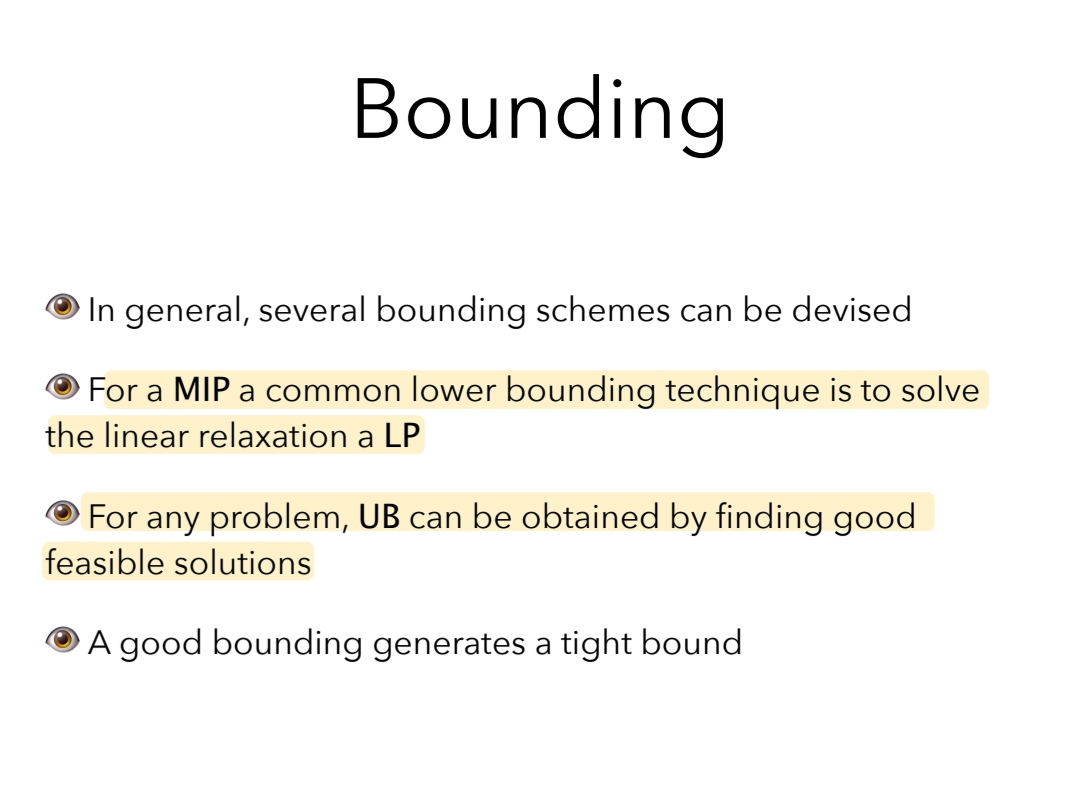 Bounding
👁 In general, several bounding schemes can be devised
👁 For a MIP a common lower bounding technique is to solve
the linear relaxation a LP
👁 For any problem, UB can be obtained by finding good
feasible solutions
👁 A good bounding generates a tight bound